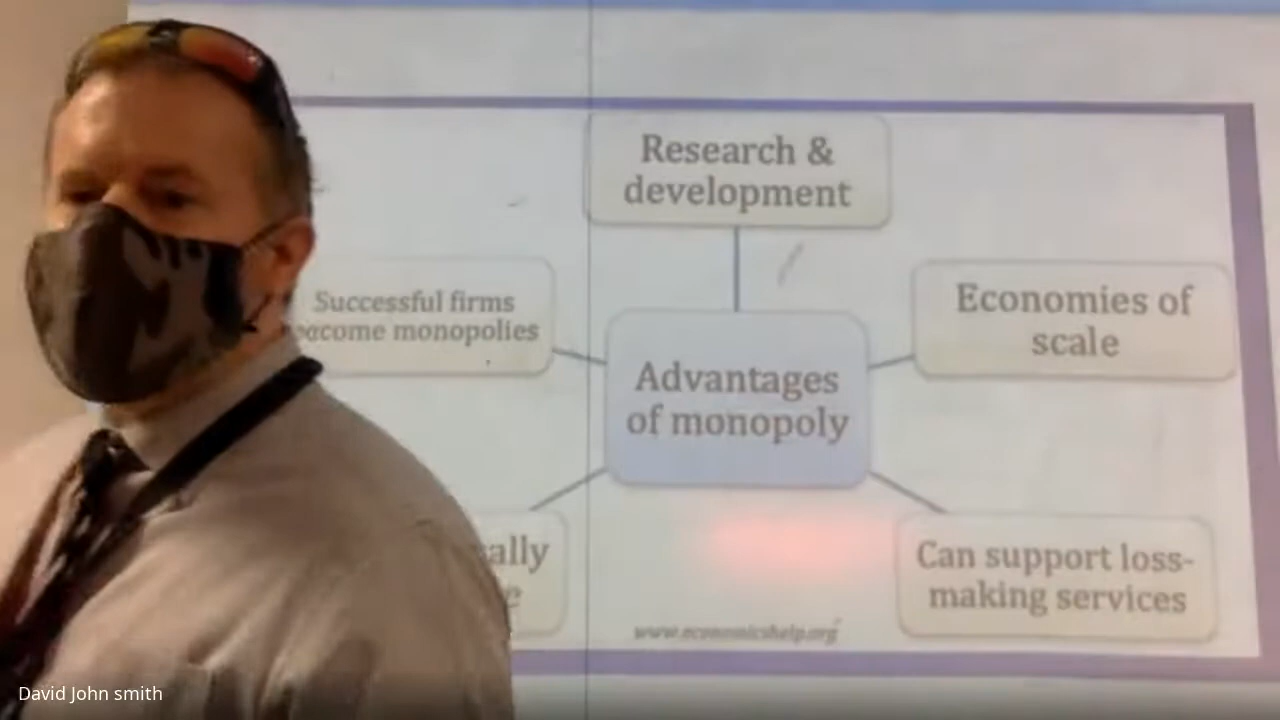 Research &
development
Successful firms
become monopolies
Economies of
scale
Advantages
of monopoly
Can support loss-
making services
www.economicshelp.org
David John smith